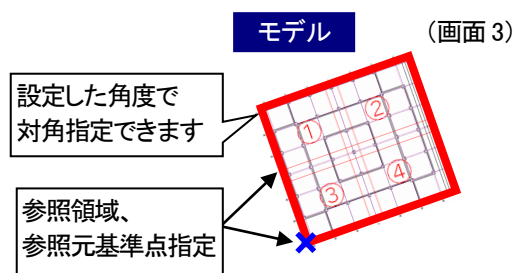 モデル
（画面 3）
設定した角度で
対角指定できます
①
②
③
④
参照領域、
参照元基準点指定